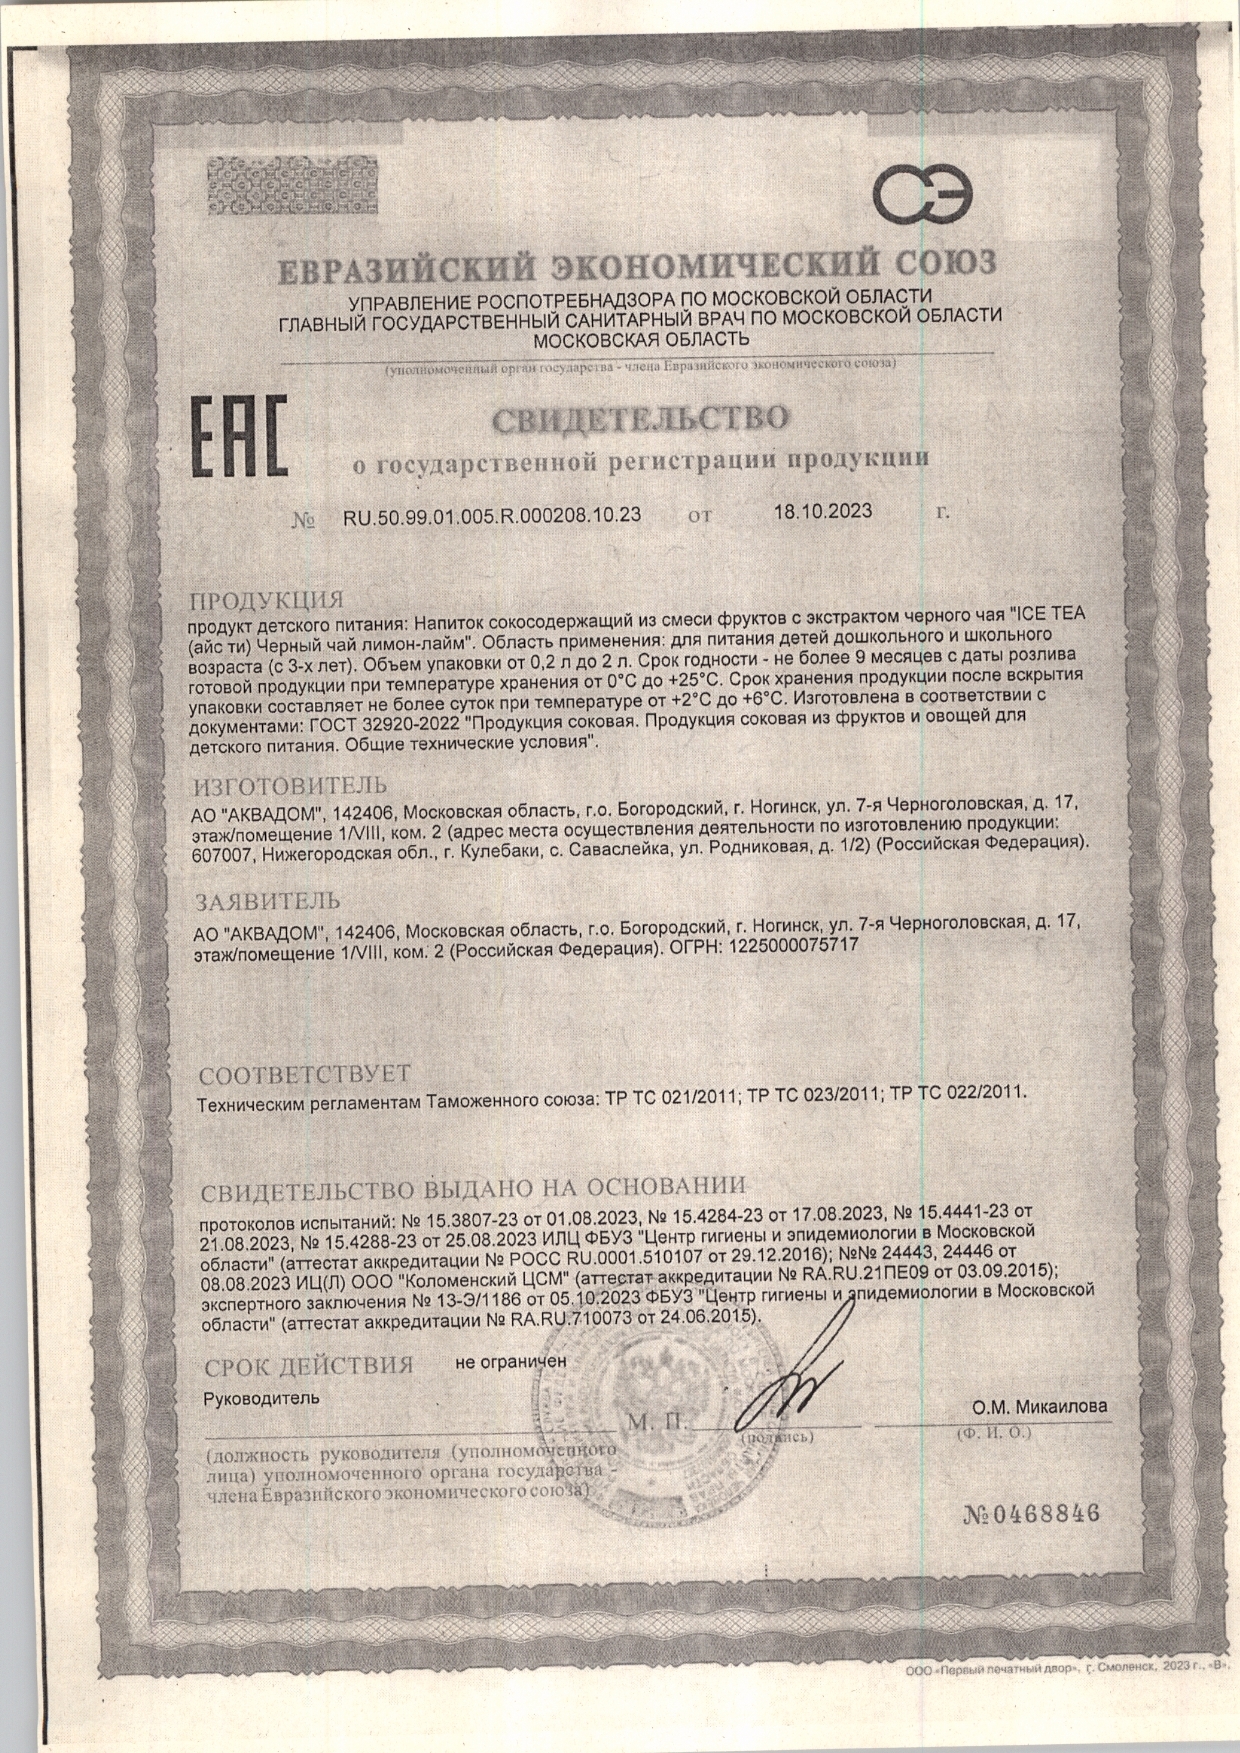 СЭ
ЕВРАЗИЙСКИЙ ЭКОНОМИЧЕСКИЙ СОЮЗ
УПРАВЛЕНИЕ РОСПОТРЕБНАДЗОРА ПО МОСКОВСКОЙ ОБЛАСТИ
ГЛАВНЫЙ ГОСУДАРСТВЕННЫЙ САНИТАРНЫЙ ВРАЧ ПО МОСКОВСКОЙ ОБЛАСТИ
МОСКОВСКАЯ ОБЛАСТЬ
(уполномоченный орган государства - члена Евразийского экономического союза)
ЕАС
СВИДЕТЕЛЬСТВО
о государственной регистрации продукции
№ RU.50.99.01.005.R.000208.10.23 от 18.10.2023 г.
ПРОДУКЦИЯ
продукт детского питания: Напиток сокосодержащий из смеси фруктов с экстрактом черного чая "ICE TEA
(айс ти) Черный чай лимон-лайм". Область применения: для питания детей дошкольного и школьного
возраста (с 3-х лет). Объем упаковки от 0,2 л до 2 л. Срок годности - не более 9 месяцев с даты розлива
готовой продукции при температуре хранения от 0°С до +25°С. Срок хранения продукции после вскрытия
упаковки составляет не более суток при температуре от +2°С до +6°С. Изготовлена в соответствии с
документами: ГОСТ 32920-2022 "Продукция соковая. Продукция соковая из фруктов и овощей для
детского питания. Общие технические условия".
ИЗГОТОВИТЕЛЬ
АО "АКВАДОМ", 142406, Московская область, г.о. Богородский, г. Ногинск, ул. 7-я Черноголовская, д. 17,
этаж/помещение 1/VIII, ком. 2 (адрес места осуществления деятельности по изготовлению продукции:
607007, Нижегородская обл., г. Кулебаки, с. Саваслейка, ул. Родниковая, д. 1/2) (Российская Федерация).
ЗАЯВИТЕЛЬ
АО "АКВАДОМ", 142406, Московская область, г.о. Богородский, г. Ногинск, ул. 7-я Черноголовская, д. 17,
этаж/помещение 1/VIII, ком. 2 (Российская Федерация). ОГРН: 1225000075717
СООТВЕТСТВУЕТ
Техническим регламентам Таможенного союза: ТР ТС 021/2011; ТР ТС 023/2011; ТР ТС 022/2011.
СВИДЕТЕЛЬСТВО ВЫДАНО НА ОСНОВАНИИ
протоколов испытаний: № 15.3807-23 от 01.08.2023, № 15.4284-23 от 17.08.2023, № 15.4441-23 от
21.08.2023, № 15.4288-23 от 25.08.2023 ИЛЦ ФБУЗ "Центр гигиены и эпидемиологии в Московской
области" (аттестат аккредитации № РОСС RU.0001.510107 от 29.12.2016); №№ 24443, 24446 от
08.08.2023 ИЦ(Л) ООО "Коломенский ЦСМ" (аттестат аккредитации № RA.RU.21ПЕ09 от 03.09.2015);
экспертного заключения № 13-Э/1186 от 05.10.2023 ФБУЗ "Центр гигиены и эпидемиологии в Московской
области" (аттестат аккредитации № RA.RU.710073 от 24.06.2015).
СРОК ДЕЙСТВИЯ не ограничен
Руководитель
О.М. Микаилова
М. П.
(подпись)
(Ф. И. О.)
(должность руководителя (уполномоченного
лица) уполномоченного органа государства -
члена Евразийского экономического союза)
№0468846
ООО «Первый печатный двор», г. Смоленск, 2023 г., «В».